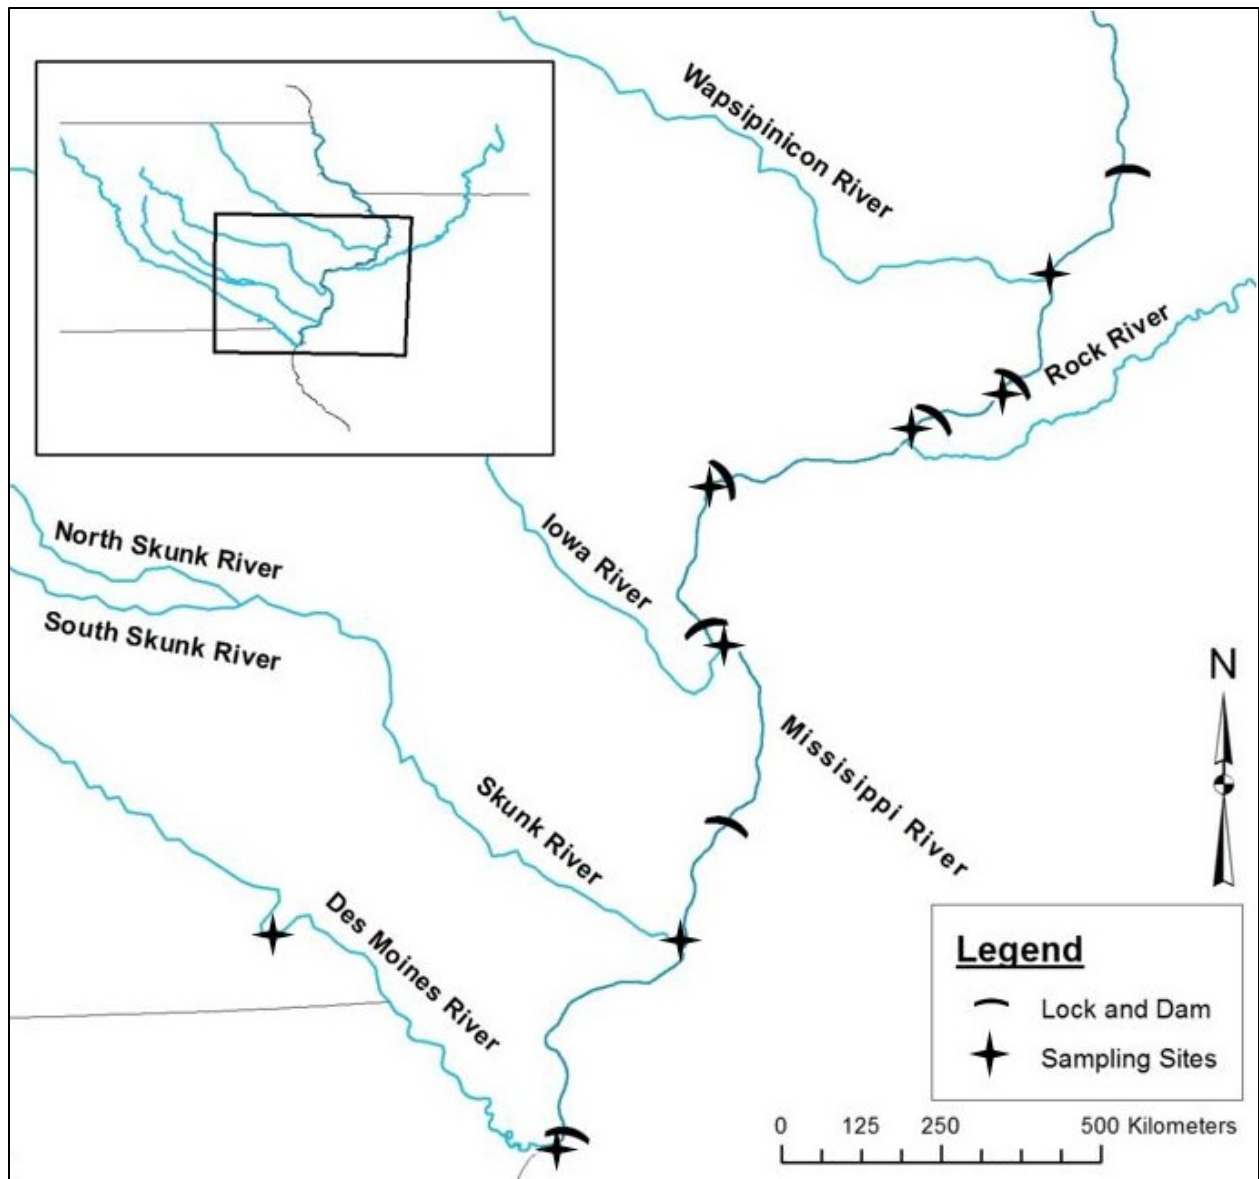 Wapsipinicon River
Rock River
Iowa River
North Skunk River
South Skunk River
N
Mississippi River
Skunk River
Des Moines River
Legend
Lock and Dam
Sampling Sites
0 125 250 500 Kilometers